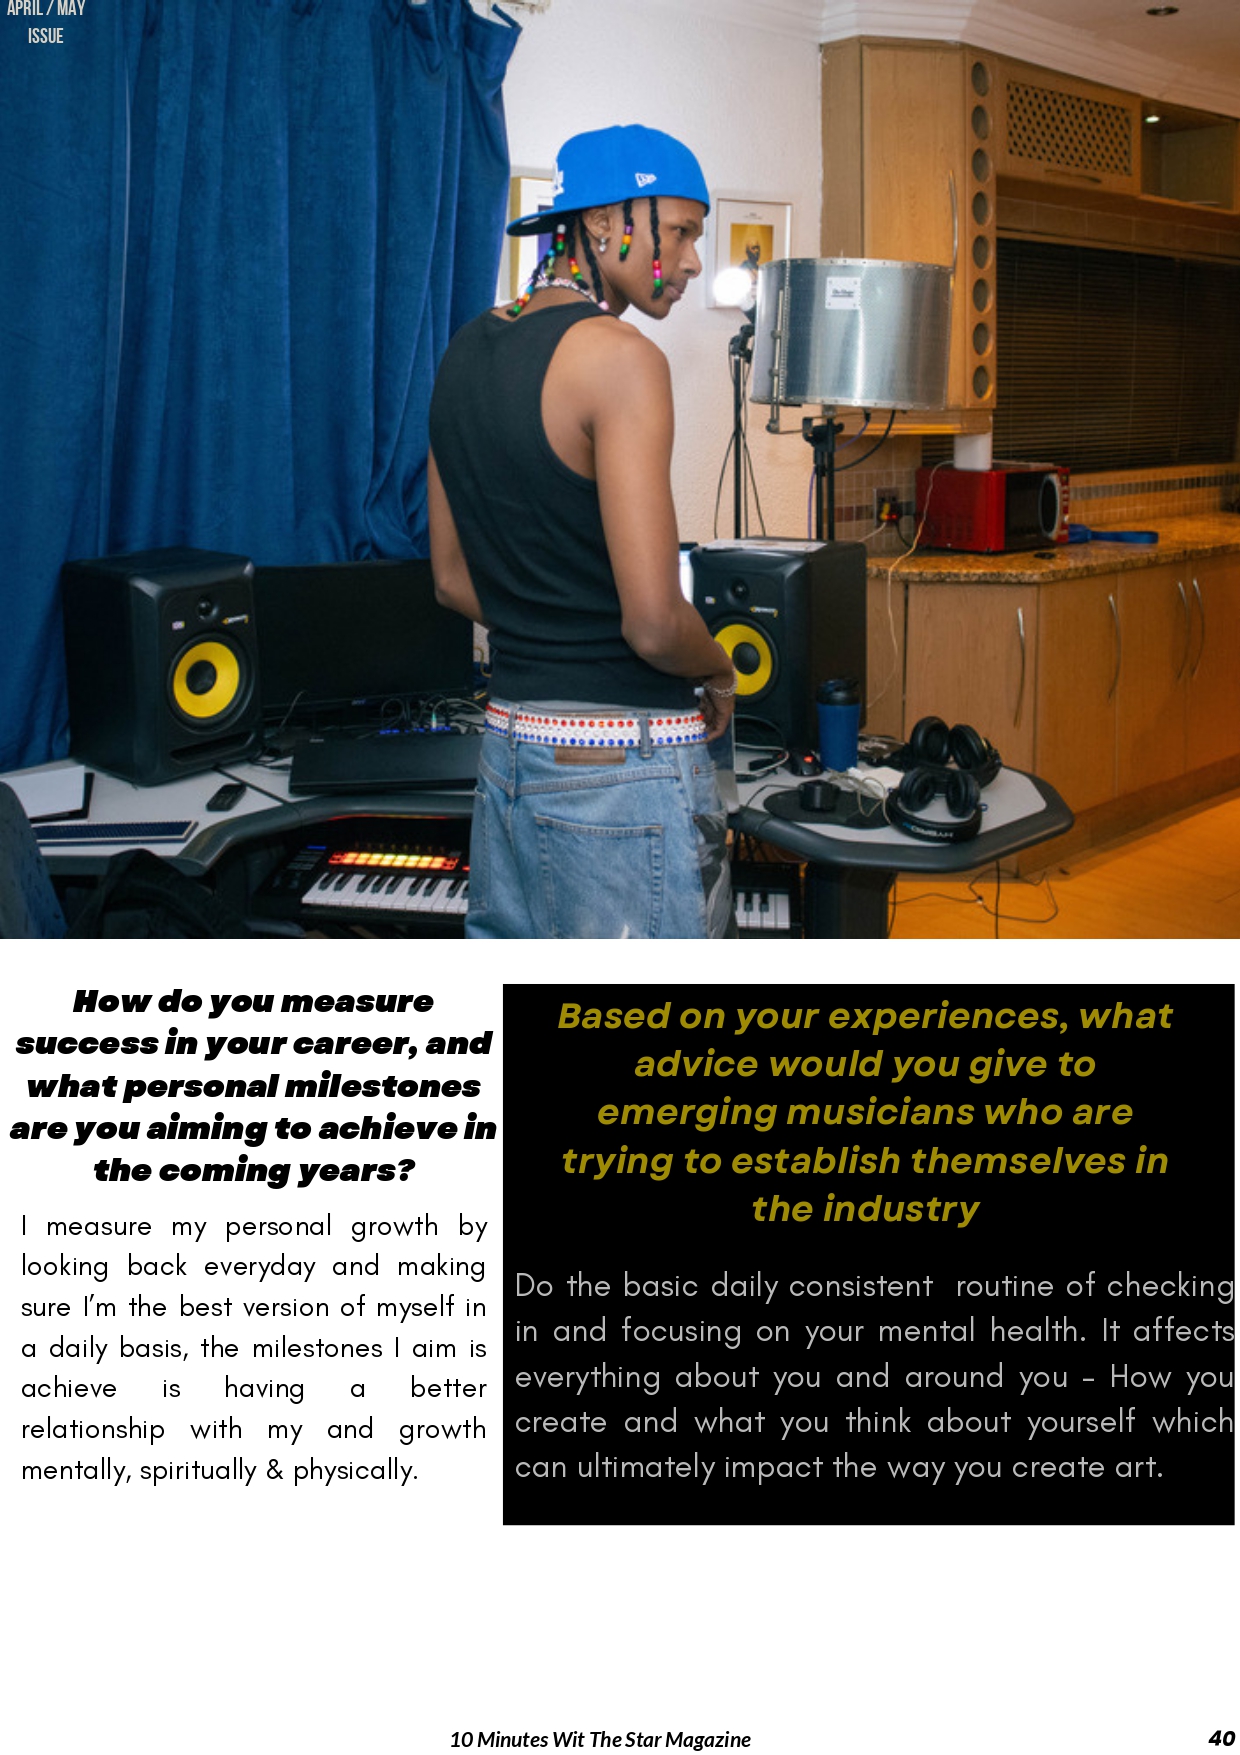 APRIL / MAY
ISSUE
How do you measure
success in your career, and
what personal milestones
are you aiming to achieve in
the coming years?
I measure my personal growth by
looking back everyday and making
sure I'm the best version of myself in
a daily basis, the milestones I aim is
achieve is having a better
relationship with my and growth
mentally, spiritually & physically.
Based on your experiences, what
advice would you give to
emerging musicians who are
trying to establish themselves in
the industry
Do the basic daily consistent routine of checking
in and focusing on your mental health. It affects
everything about you and around you - How you
create and what you think about yourself which
can ultimately impact the way you create art.
10 Minutes Wit The Star Magazine
40